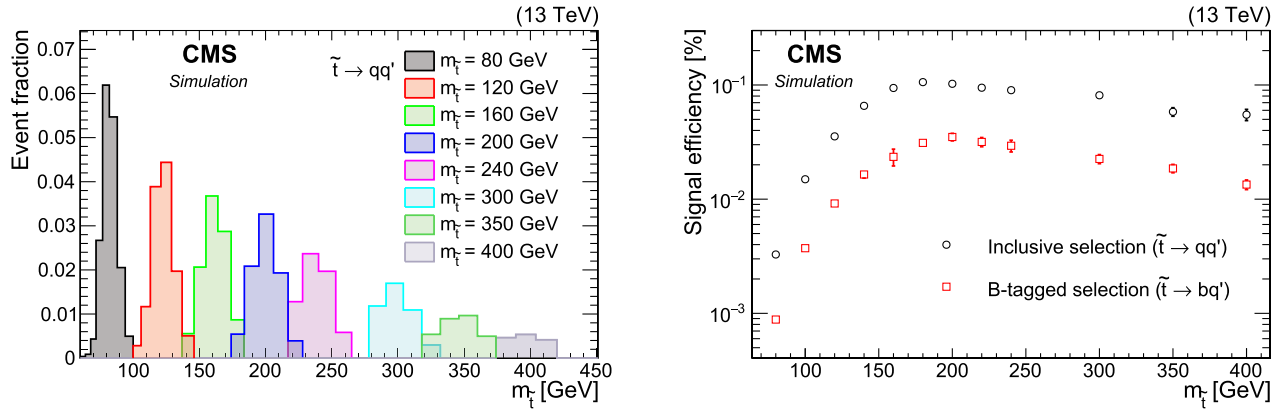 (13 TeV)
CMS
Simulation
t̃ → qq'
m_t̃ = 80 GeV
m_t̃ = 120 GeV
m_t̃ = 160 GeV
m_t̃ = 200 GeV
m_t̃ = 240 GeV
m_t̃ = 300 GeV
m_t̃ = 350 GeV
m_t̃ = 400 GeV
Event fraction
0.07
0.06
0.05
0.04
0.03
0.02
0.01
0
100 150 200 250 300 350 400 450
m_t̃ [GeV]
(13 TeV)
CMS
Simulation
Signal efficiency [%]
10⁻¹
10⁻²
10⁻³
Inclusive selection (t̃ → qq')
B-tagged selection (t̃ → bq')
100 150 200 250 300 350 400
m_t̃ [GeV]